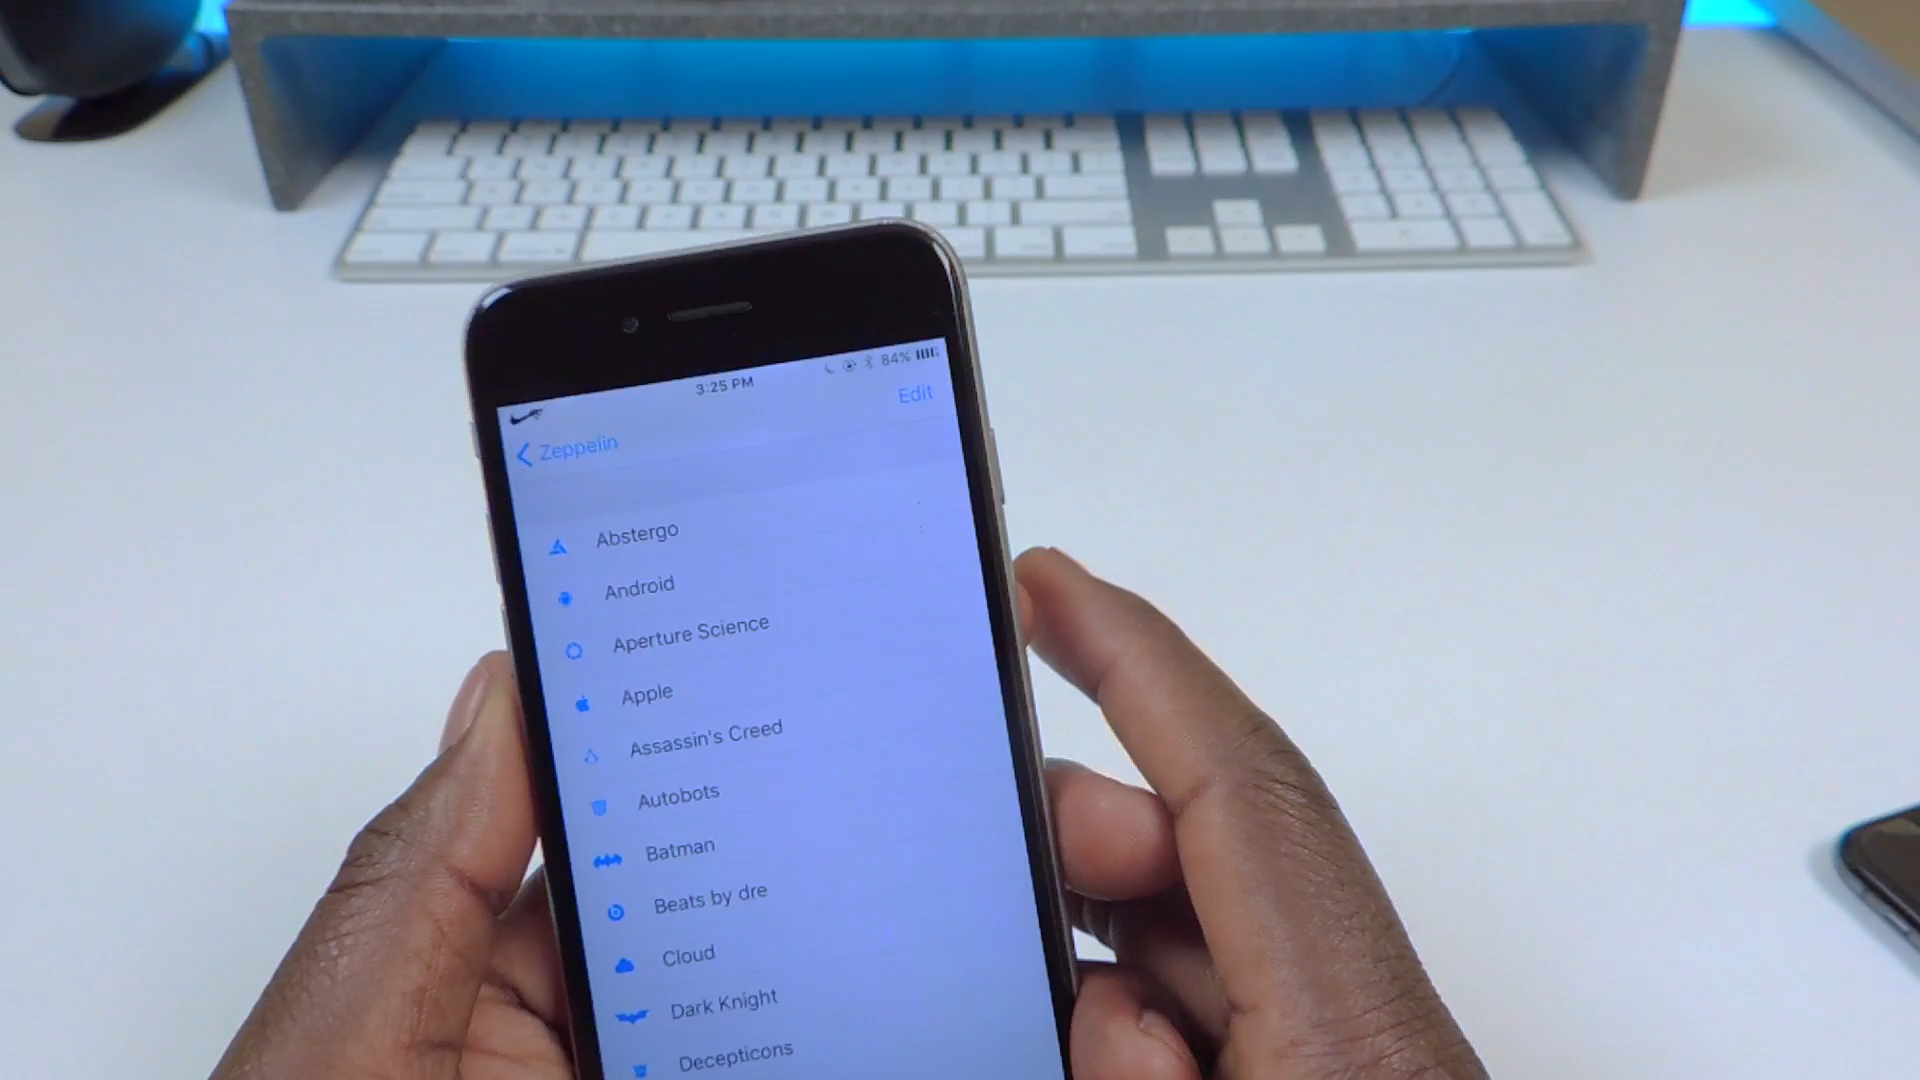 3:25 PM
84%
Zeppelin
Edit
Abstergo
Android
Aperture Science
Apple
Assassin's Creed
Autobots
Batman
Beats by dre
Cloud
Dark Knight
Decepticons